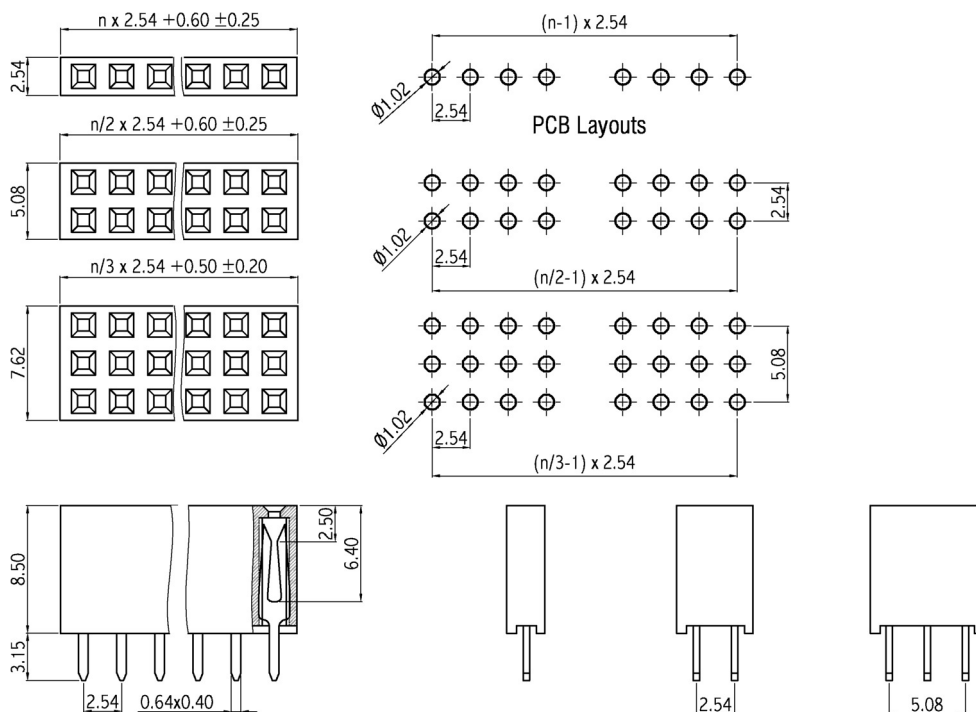 n x 2.54 +0.60 ±0.25
(n-1) x 2.54
2.54
Ø1.02
2.54
PCB Layouts
n/2 x 2.54 +0.60 ±0.25
5.08
2.54
Ø1.02
2.54
(n/2-1) x 2.54
n/3 x 2.54 +0.50 ±0.20
7.62
5.08
Ø1.02
2.54
(n/3-1) x 2.54
8.50
2.50
6.40
3.15
2.54
0.64x0.40
2.54
5.08